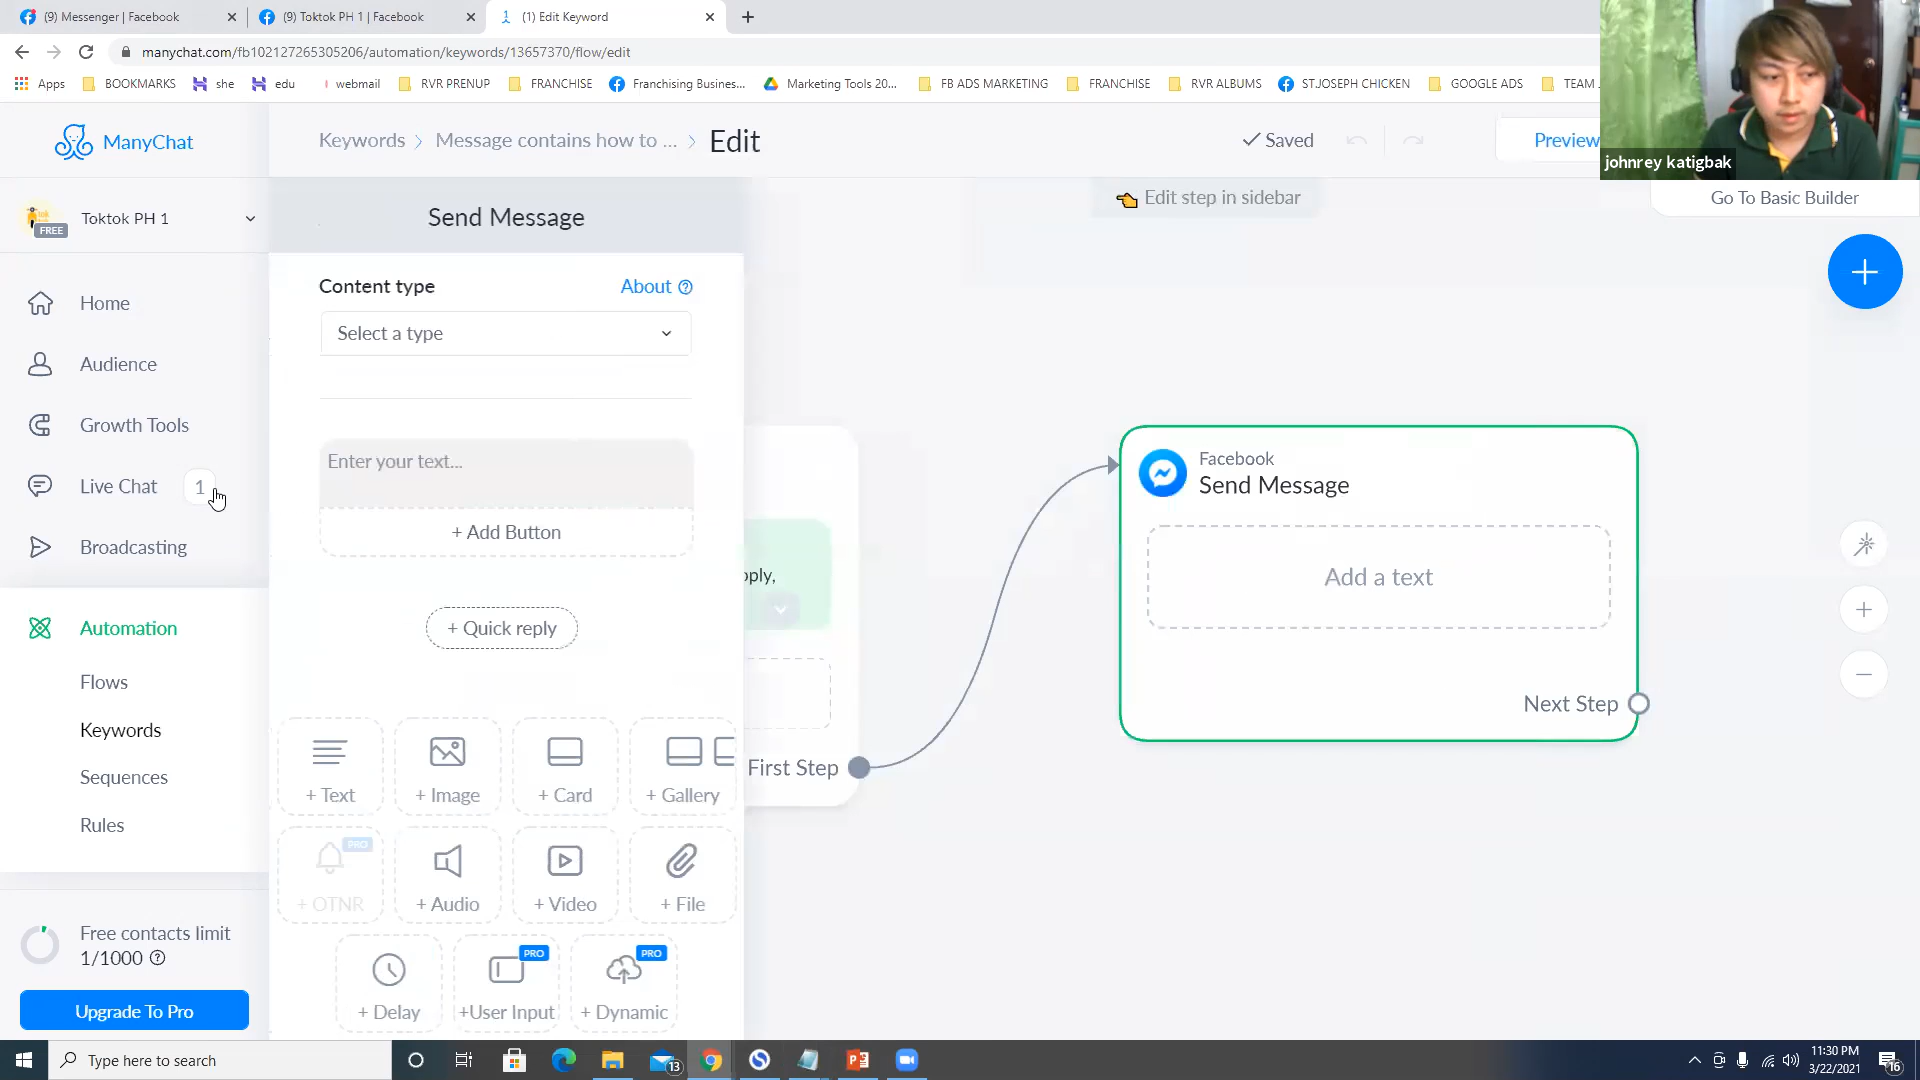 (9) Messenger | Facebook
(9) Toktok PH 1 | Facebook
(1) Edit Keyword
manychat.com/fb102127265305206/automation/keywords/13657370/flow/edit
Apps
BOOKMARKS
she
edu
webmail
RVR PRENUP
FRANCHISE
Franchising Busines...
Marketing Tools 20...
FB ADS MARKETING
FRANCHISE
RVR ALBUMS
ST.JOSEPH CHICKEN
GOOGLE ADS
TEAM
johnrey katigbak
ManyChat
Keywords
Message contains how to ...
Edit
Saved
Preview
Toktok PH 1
FREE
Send Message
Edit step in sidebar
Go To Basic Builder
Home
Audience
Growth Tools
Live Chat
1
Broadcasting
Automation
Flows
Keywords
Sequences
Rules
Free contacts limit
1/1000
Upgrade To Pro
Content type
About
Select a type
Enter your text...
+ Add Button
+ Quick reply
+ Text
+ Image
+ Card
+ Gallery
PRO
+ OTNR
+ Audio
+ Video
+ File
+ Delay
PRO
+User Input
PRO
+ Dynamic
First Step
Facebook
Send Message
Add a text
Next Step
Type here to search
13
11:30 PM
3/22/2021
16